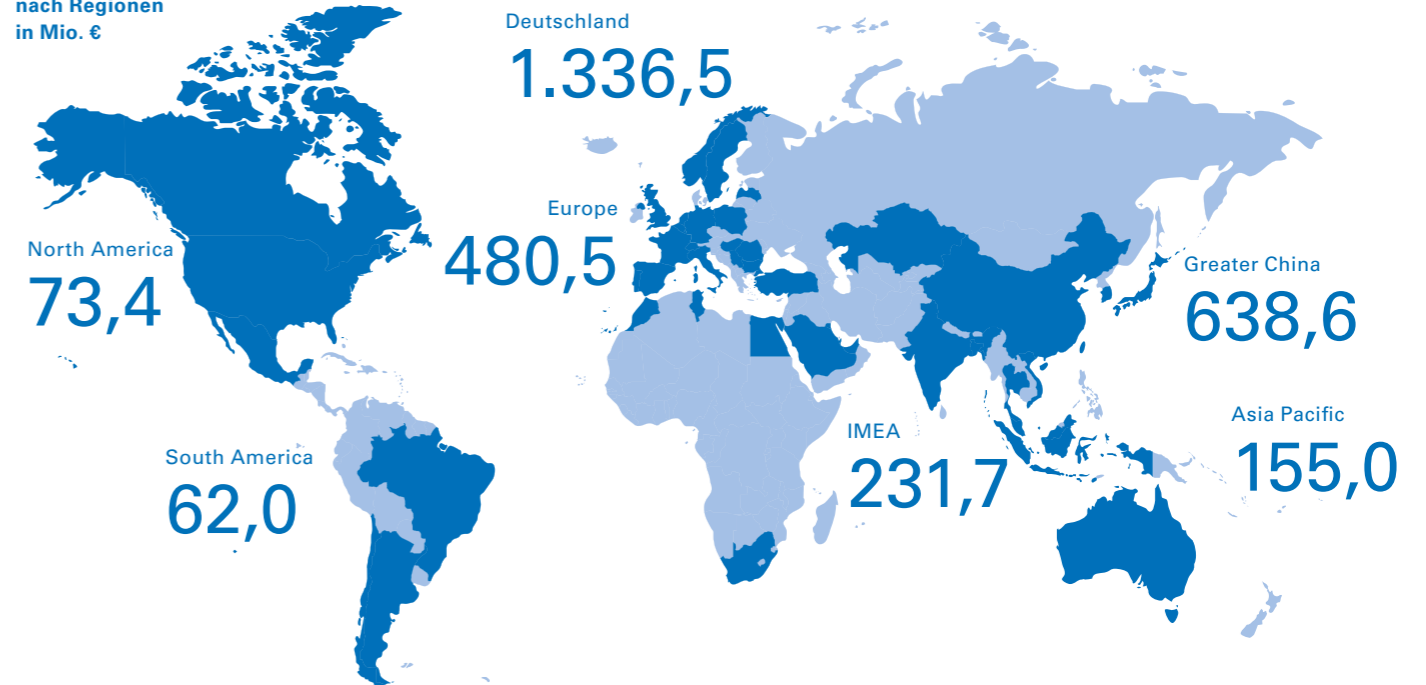 nach Regionen
in Mio. €
Deutschland
1.336,5
Europe
480,5
North America
73,4
Greater China
638,6
Asia Pacific
155,0
IMEA
231,7
South America
62,0